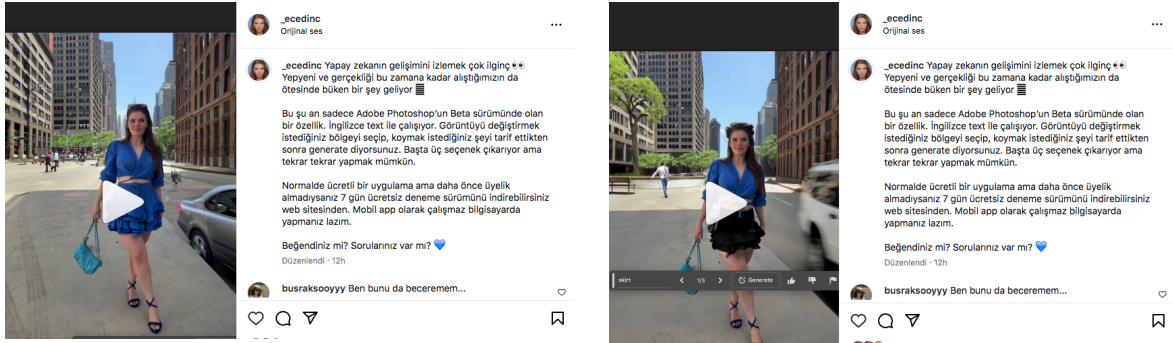 _ecedinc
Orijinal ses
_ecedinc Yapay zekanın gelişimini izlemek çok ilginç👀
Yepyeni ve gerçekliği bu zamana kadar alıştığımızın da
ötesinde büken bir şey geliyor
Bu şu an sadece Adobe Photoshop'un Beta sürümünde olan
bir özellik. İngilizce text ile çalışıyor. Görüntüyü değiştirmek
istediğiniz bölgeyi seçip, koymak istediğiniz şeyi tarif ettikten
sonra generate diyorsunuz. Başta üç seçenek çıkarıyor ama
tekrar tekrar yapmak mümkün.
Normalde ücretli bir uygulama ama daha önce üyelik
almadıysanız 7 gün ücretsiz deneme sürümünü indirebilirsiniz
web sitesinden. Mobil app olarak çalışmaz bilgisayarda
yapmanız lazım.
Beğendiniz mi? Sorularınız var mı? 💙
Düzenlendi · 12h
busraksooyyy Ben bunu da beceremem...
skirt
1/3
Generate
_ecedinc
Orijinal ses
_ecedinc Yapay zekanın gelişimini izlemek çok ilginç👀
Yepyeni ve gerçekliği bu zamana kadar alıştığımızın da
ötesinde büken bir şey geliyor
Bu şu an sadece Adobe Photoshop'un Beta sürümünde olan
bir özellik. İngilizce text ile çalışıyor. Görüntüyü değiştirmek
istediğiniz bölgeyi seçip, koymak istediğiniz şeyi tarif ettikten
sonra generate diyorsunuz. Başta üç seçenek çıkarıyor ama
tekrar tekrar yapmak mümkün.
Normalde ücretli bir uygulama ama daha önce üyelik
almadıysanız 7 gün ücretsiz deneme sürümünü indirebilirsiniz
web sitesinden. Mobil app olarak çalışmaz bilgisayarda
yapmanız lazım.
Beğendiniz mi? Sorularınız var mı? 💙
Düzenlendi · 12h
busraksooyyy Ben bunu da beceremem...